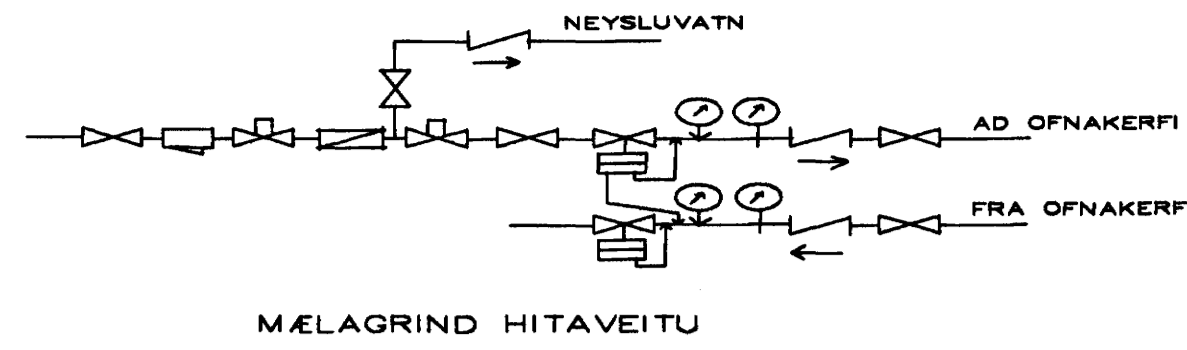 NEYSLUVATN
AD OFNAKERFI
FRA OFNAKERF
MÆLAGRIND HITAVEITU